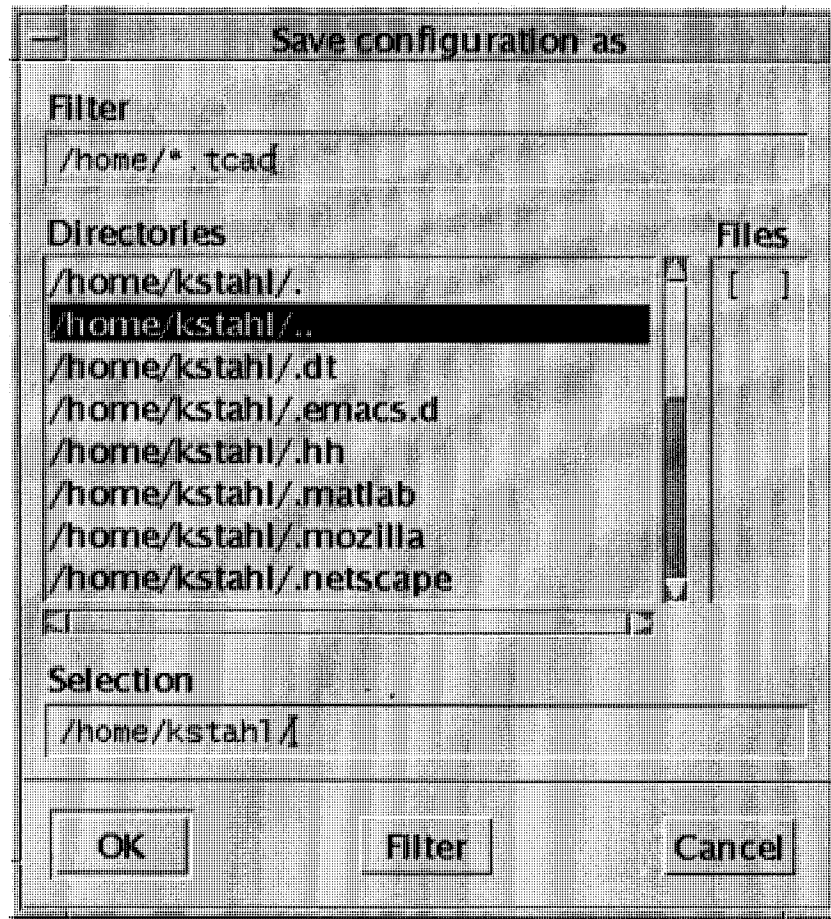 Save configuration as
Filter
/home/*.tcad
Directories
Files
/home/kstahl/.
[ ]
/home/kstahl/..
/home/kstahl/.dt
/home/kstahl/.emacs.d
/home/kstahl/.hh
/home/kstahl/.matlab
/home/kstahl/.mozilla
/home/kstahl/.netscape
Selection
/home/kstahl/
OK Filter Cancel